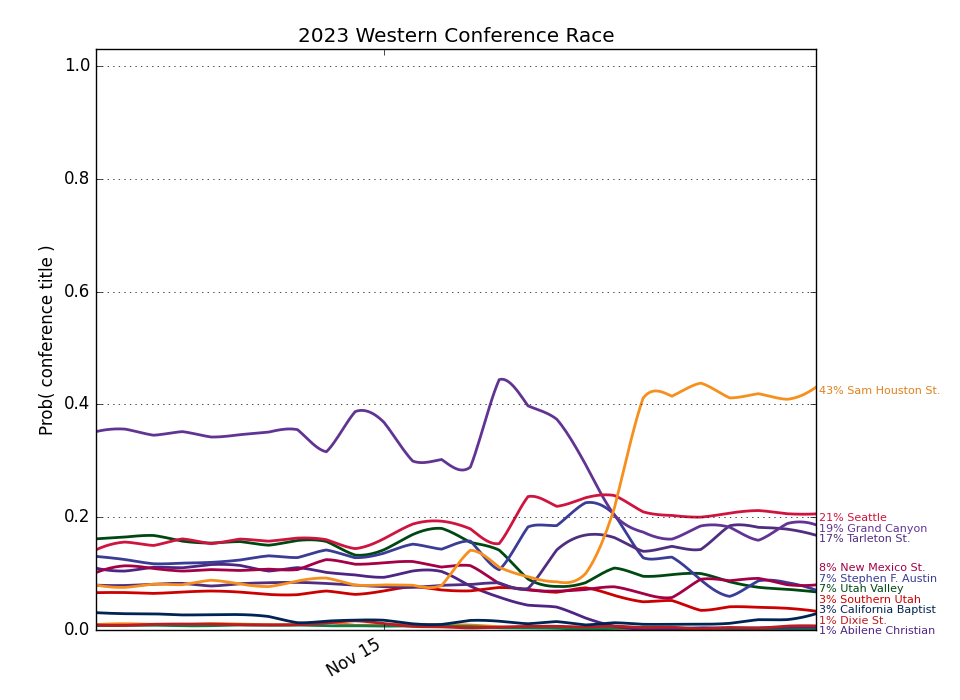 2023 Western Conference Race
Prob( conference title )
1.0
0.8
0.6
0.4
0.2
0.0
Nov 15
43% Sam Houston St.
21% Seattle
19% Grand Canyon
17% Tarleton St.
8% New Mexico St.
7% Stephen F. Austin
7% Utah Valley
3% Southern Utah
3% California Baptist
1% Dixie St.
1% Abilene Christian